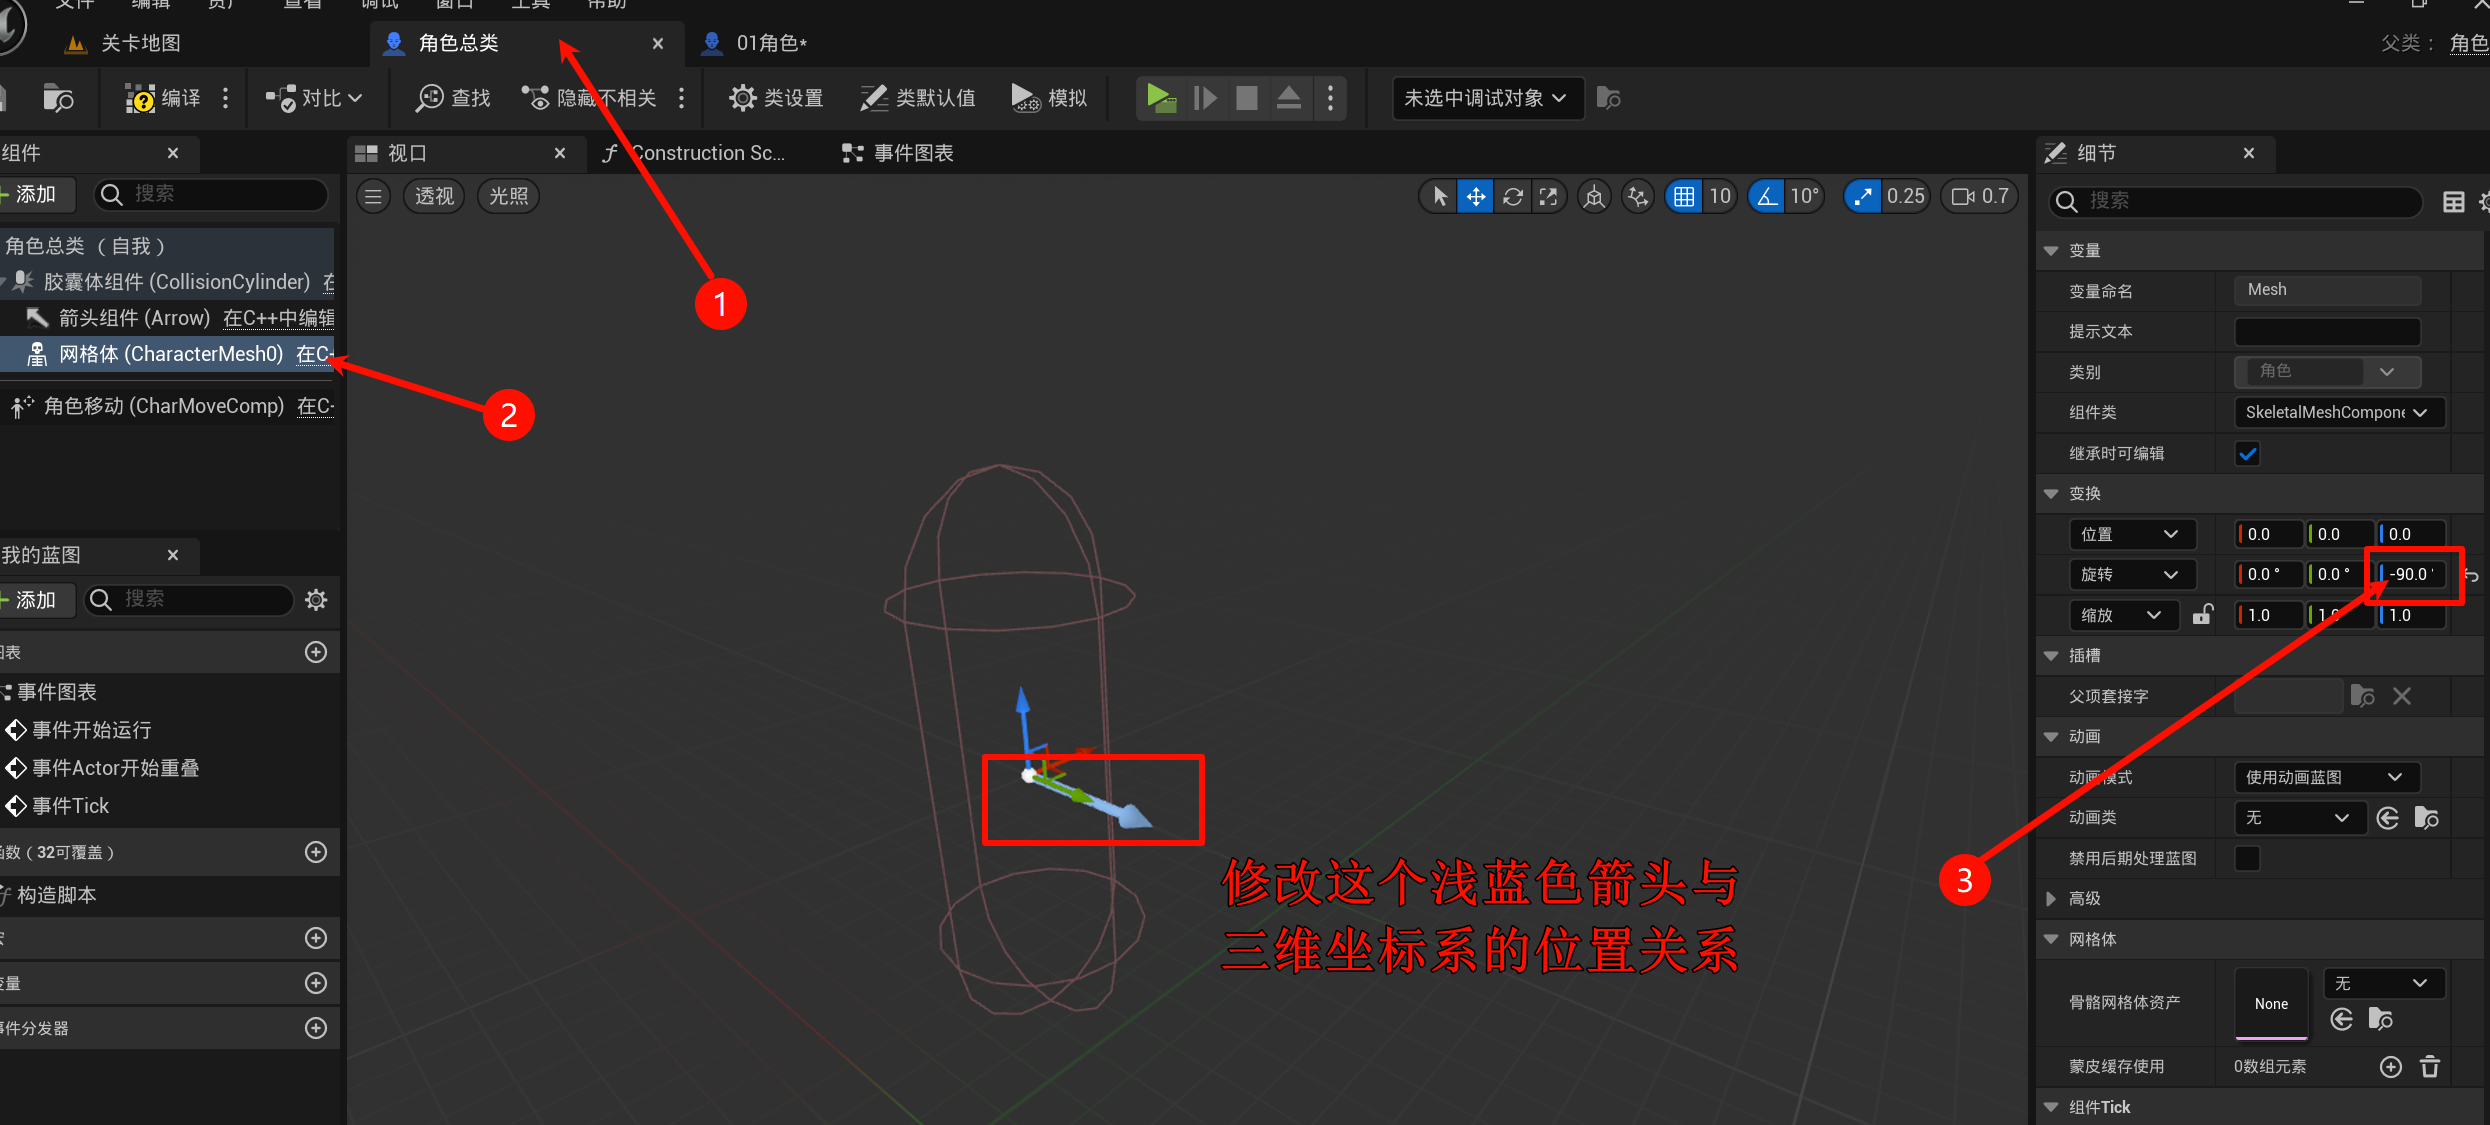 文件 编辑 资产 查看 调试 窗口 工具 帮助
关卡地图
角色总类
01角色*
父类： 角色
编译
对比
查找
隐藏不相关
类设置
类默认值
模拟
未选中调试对象
组件
视口
Construction Sc...
事件图表
细节
添加
搜索
透视
光照
10
10°
0.25
0.7
搜索
角色总类 （自我）
胶囊体组件 (CollisionCylinder) 在
箭头组件 (Arrow) 在C++中编辑
网格体 (CharacterMesh0) 在C+
角色移动 (CharMoveComp) 在C+
1
2
3
我的蓝图
添加
搜索
图表
事件图表
事件开始运行
事件Actor开始重叠
事件Tick
函数（32可覆盖）
构造脚本
宏
变量
事件分发器
修改这个浅蓝色箭头与
三维坐标系的位置关系
变量
变量命名 Mesh
提示文本
类别 角色
组件类 SkeletalMeshCompone
继承时可编辑
变换
位置 0.0 0.0 0.0
旋转 0.0 ° 0.0 ° -90.0 °
缩放 1.0 1.0 1.0
插槽
父项套接字
动画
动画模式 使用动画蓝图
动画类 无
禁用后期处理蓝图
高级
网格体
骨骼网格体资产 None 无
蒙皮缓存使用 0数组元素
组件Tick